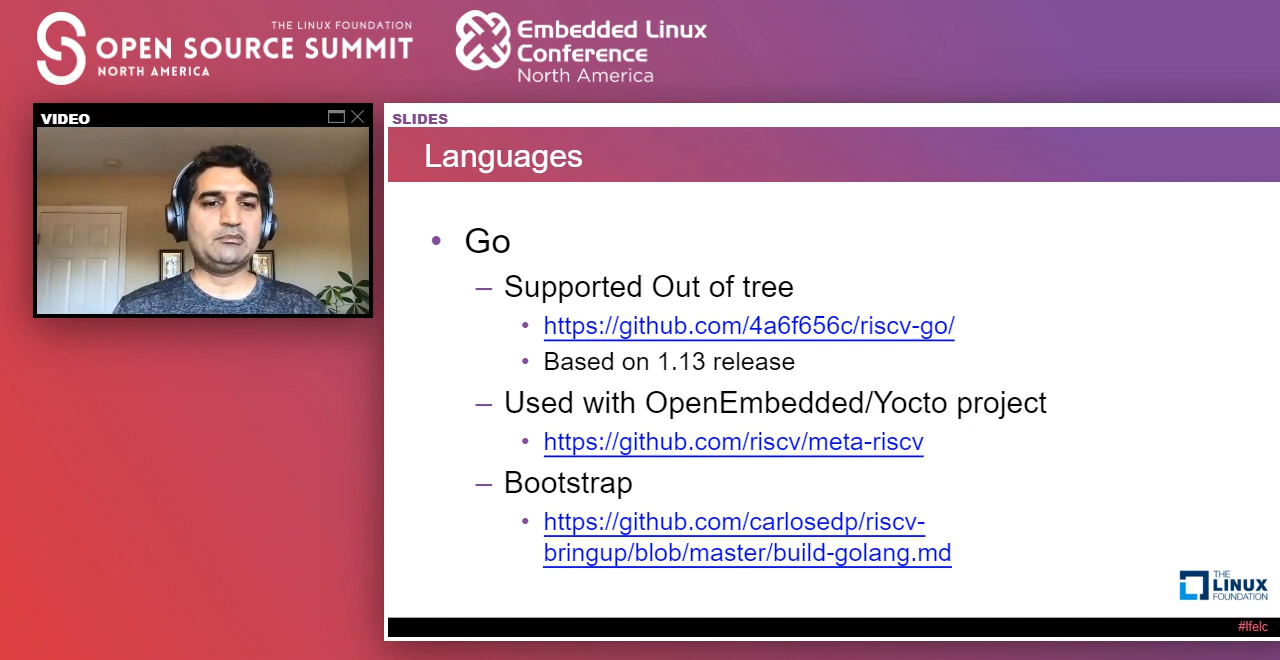 THE LINUX FOUNDATION
OPEN SOURCE SUMMIT
NORTH AMERICA
Embedded Linux
Conference
North America
VIDEO
SLIDES
Languages
• Go
– Supported Out of tree
• https://github.com/4a6f656c/riscv-go/
• Based on 1.13 release
– Used with OpenEmbedded/Yocto project
• https://github.com/riscv/meta-riscv
– Bootstrap
• https://github.com/carlosedp/riscv-
bringup/blob/master/build-golang.md
THE
LINUX
FOUNDATION
#lfelc